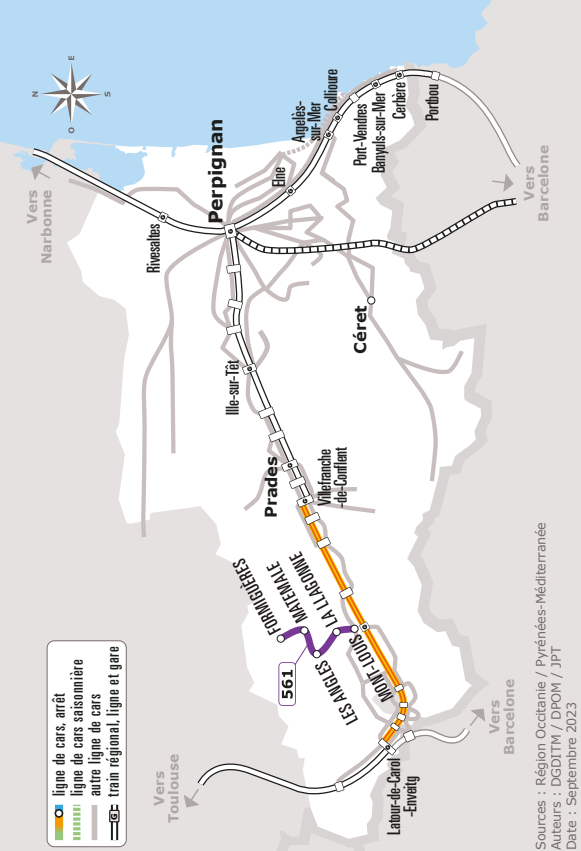 ligne de cars, arrêt
ligne de cars saisonnière
autre ligne de cars
G
train régional, ligne et gare
N
E
S
O
Vers
Narbonne
Rivesaltes
Perpignan
Elne
Argelès-
sur-Mer
Collioure
Port-Vendres
Banyuls-sur-Mer
Cerbère
Portbou
Vers
Barcelone
Céret
Ille-sur-Têt
Prades
Villefranche
-de-Conflent
FORMIGUÈRES
MATEMALE
LA LLAGONNE
561
LES ANGLES
MONT-LOUIS
Vers
Toulouse
Latour-de-Carol
-Enveitg
Vers
Barcelone
Sources : Région Occitanie / Pyrénées-Méditerranée
Auteurs : DGDITM / DPOM / JPT
Date : Septembre 2023